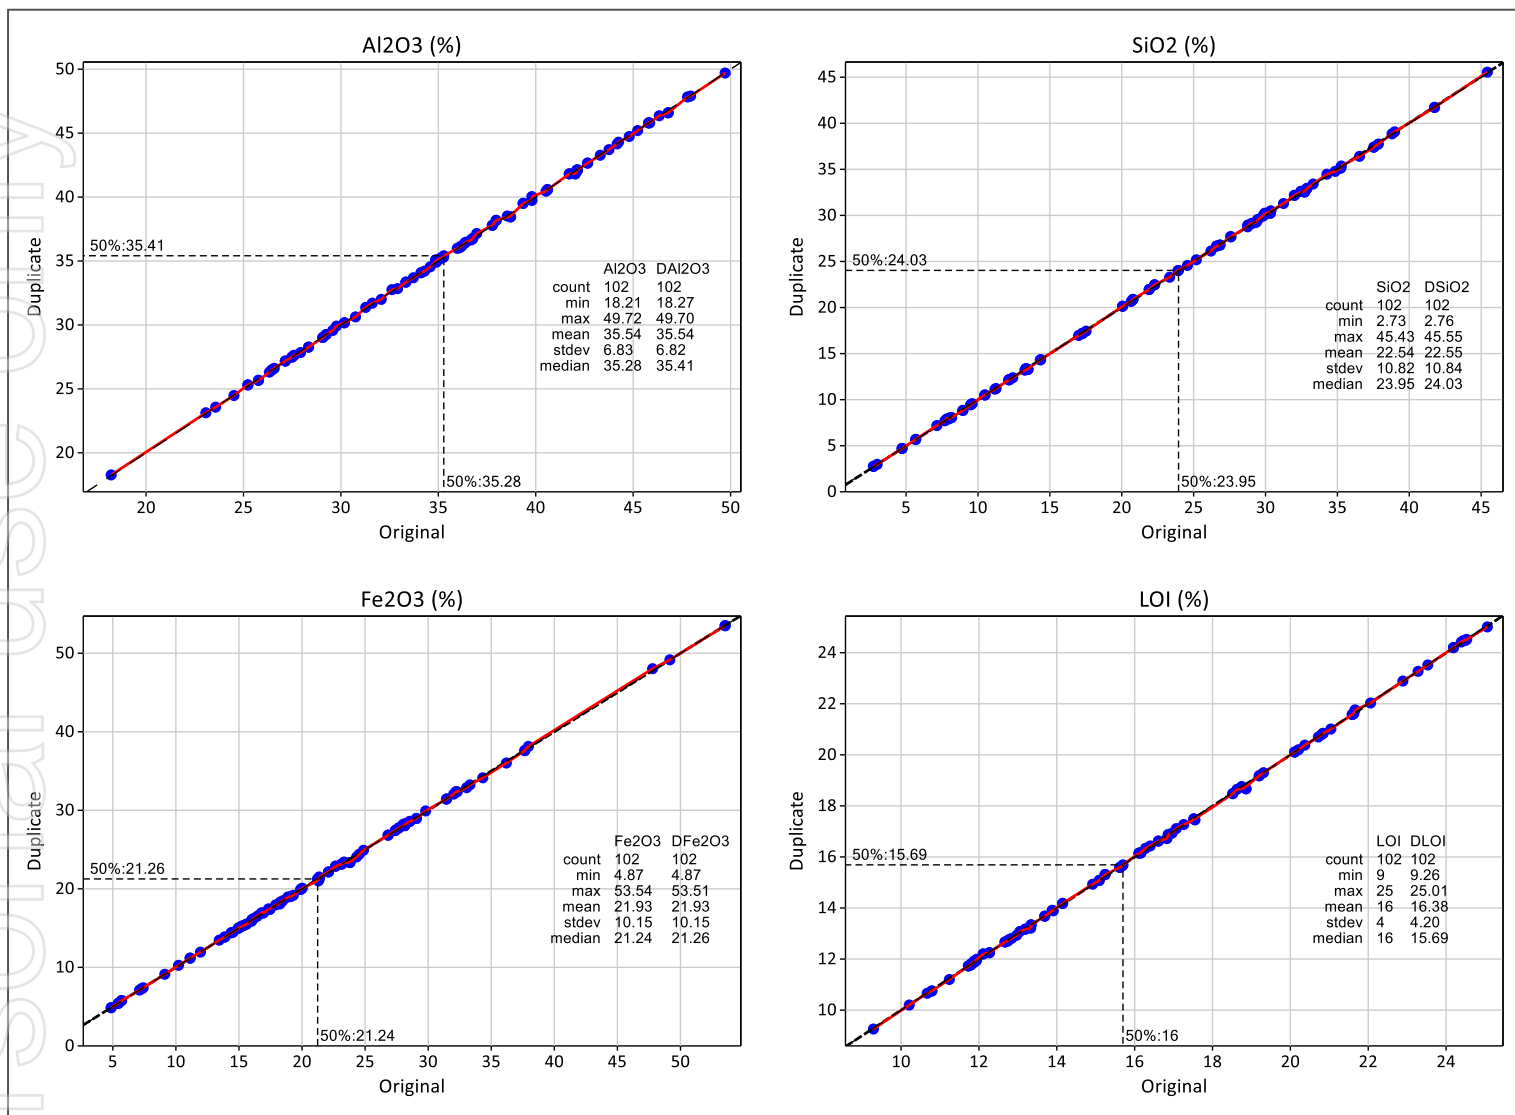 Al2O3 (%)
50
45
40
35
30
25
20
Duplicate
50%:35.41
Al2O3 DAl2O3
count 102 102
min 18.21 18.27
max 49.72 49.70
mean 35.54 35.54
stdev 6.83 6.82
median 35.28 35.41
50%:35.28
20 25 30 35 40 45 50
Original
SiO2 (%)
45
40
35
30
25
20
15
10
5
0
Duplicate
50%:24.03
SiO2 DSiO2
count 102 102
min 2.73 2.76
max 45.43 45.55
mean 22.54 22.55
stdev 10.82 10.84
median 23.95 24.03
50%:23.95
5 10 15 20 25 30 35 40 45
Original
Fe2O3 (%)
50
40
30
20
10
0
Duplicate
50%:21.26
Fe2O3 DFe2O3
count 102 102
min 4.87 4.87
max 53.54 53.51
mean 21.93 21.93
stdev 10.15 10.15
median 21.24 21.26
50%:21.24
5 10 15 20 25 30 35 40 45 50
Original
LOI (%)
24
22
20
18
16
14
12
10
Duplicate
50%:15.69
LOI DLOI
count 102 102
min 9 9.26
max 25 25.01
mean 16 16.38
stdev 4 4.20
median 16 15.69
50%:16
10 12 14 16 18 20 22 24
Original
sonal use only